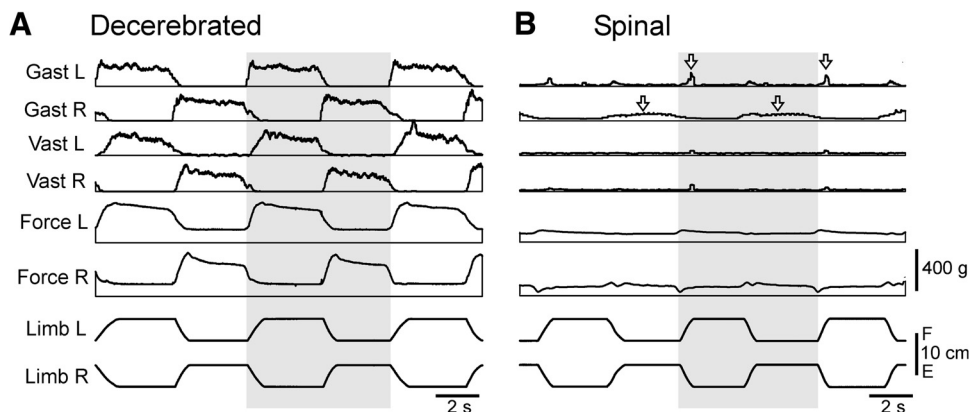 A Decerebrated
B Spinal
Gast L
Gast R
Vast L
Vast R
Force L
Force R
400 g
Limb L
F
10 cm
E
Limb R
2 s
2 s